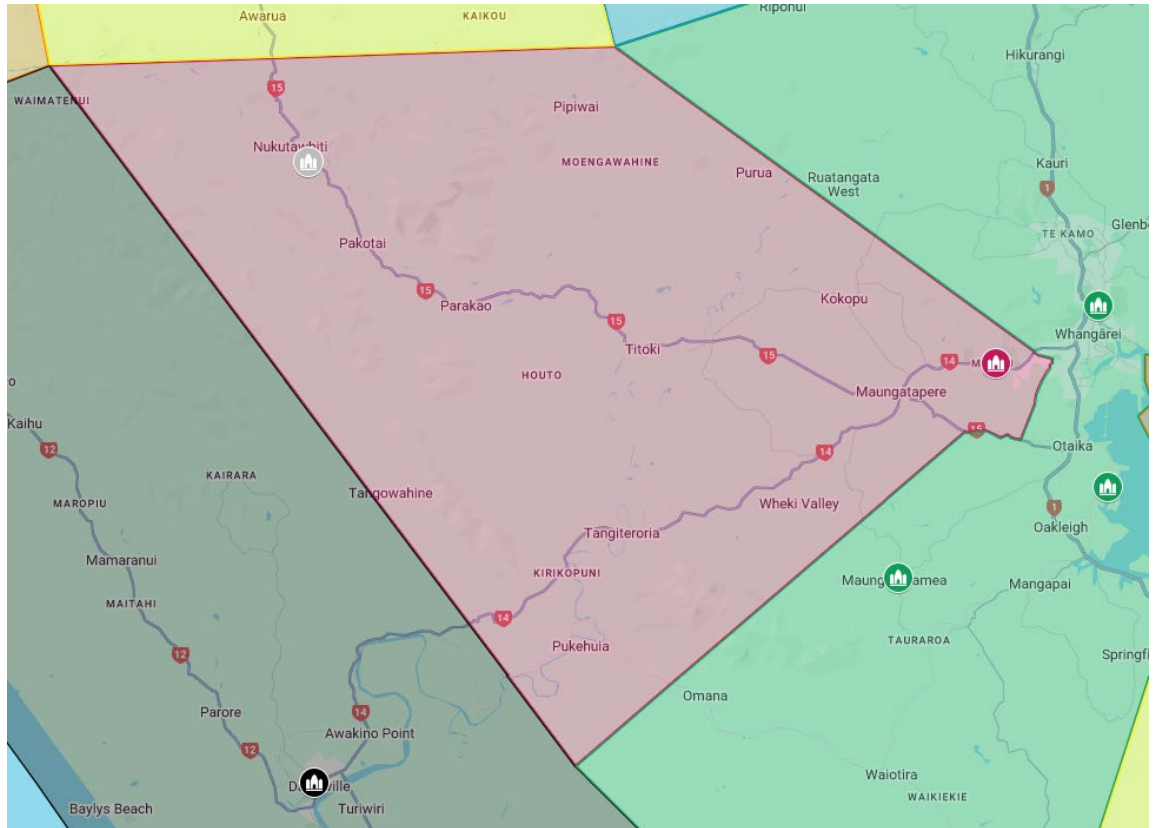 Riponui
Awarua
KAIKOU
Hikurangi
15
WAIMATENUI
Pipiwai
Nukutawhiti
MOENGAWAHINE
Kauri
Purua
Ruatangata
West
1
TE KAMO
Pakotai
15
Kokopu
Parakao
15
Whangārei
Titoki
15
14
HOUTO
Maungatapere
Kaihu
12
15
Otaika
14
KAIRARA
Tangowahine
MAROPIU
Wheki Valley
1
Oakleigh
Tangiteroria
Mamaranui
KIRIKOPUNI
Mangapai
MAITAHI
14
TAURAROA
Pukehuia
12
Omana
Parore
14
Awakino Point
12
Waiotira
WAIKIEKIE
Baylys Beach
Turiwiri